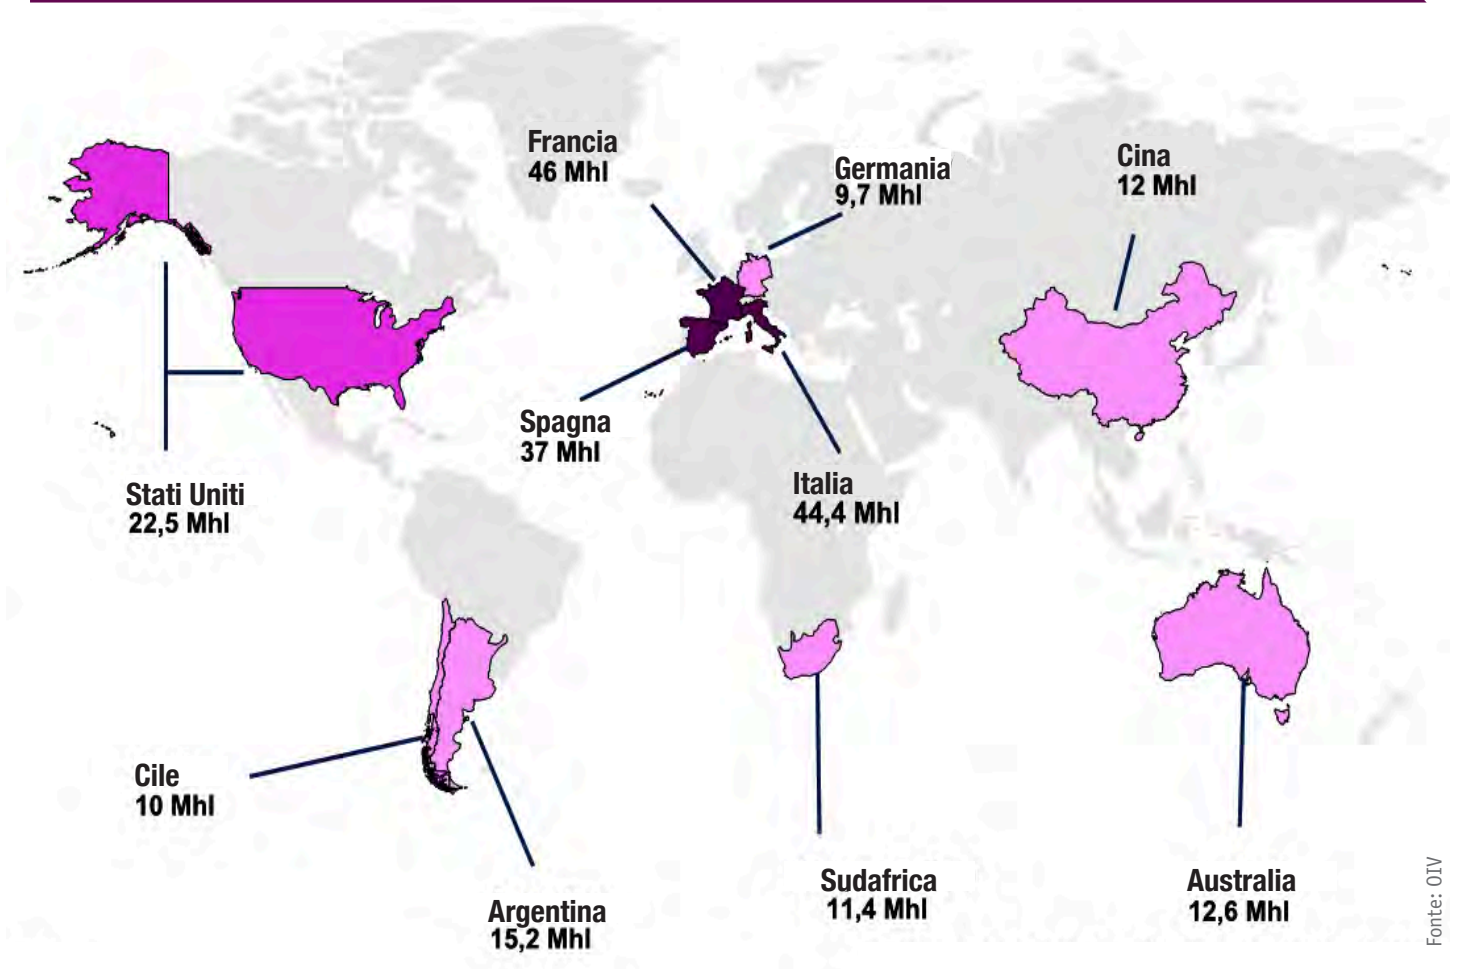 Francia
46 Mhl
Germania
9,7 Mhl
Cina
12 Mhl
Spagna
37 Mhl
Italia
44,4 Mhl
Stati Uniti
22,5 Mhl
Cile
10 Mhl
Argentina
15,2 Mhl
Sudafrica
11,4 Mhl
Australia
12,6 Mhl
Fonte: OIV